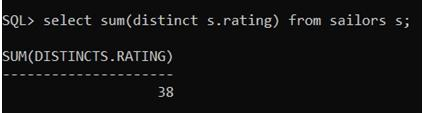 SQL> select sum(distinct s.rating) from sailors s;
SUM(DISTINCTS.RATING)
---------------------
38